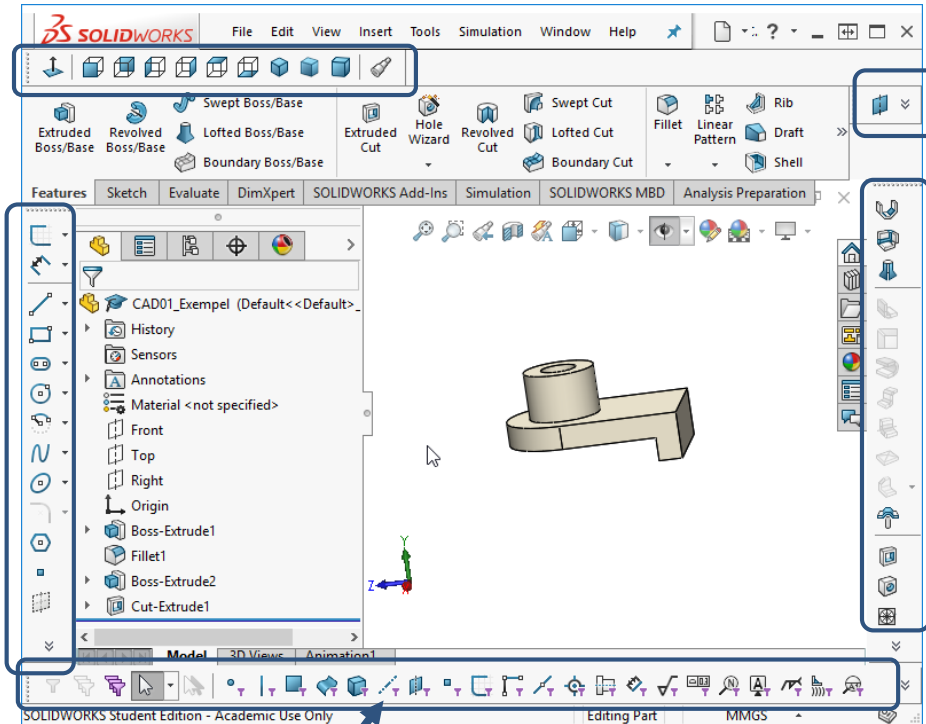 SOLIDWORKS File Edit View Insert Tools Simulation Window Help ?
Extruded Boss/Base
Revolved Boss/Base
Swept Boss/Base
Lofted Boss/Base
Boundary Boss/Base
Extruded Cut
Hole Wizard
Revolved Cut
Swept Cut
Lofted Cut
Boundary Cut
Fillet
Linear Pattern
Rib
Draft
Shell
Features Sketch Evaluate DimXpert SOLIDWORKS Add-Ins Simulation SOLIDWORKS MBD Analysis Preparation
CAD01_Exempel (Default<<Default>_
History
Sensors
Annotations
Material <not specified>
Front
Top
Right
Origin
Boss-Extrude1
Fillet1
Boss-Extrude2
Cut-Extrude1
Y
Z
Model 3D Views Animation1
SOLIDWORKS Student Edition - Academic Use Only Editing Part MMGS